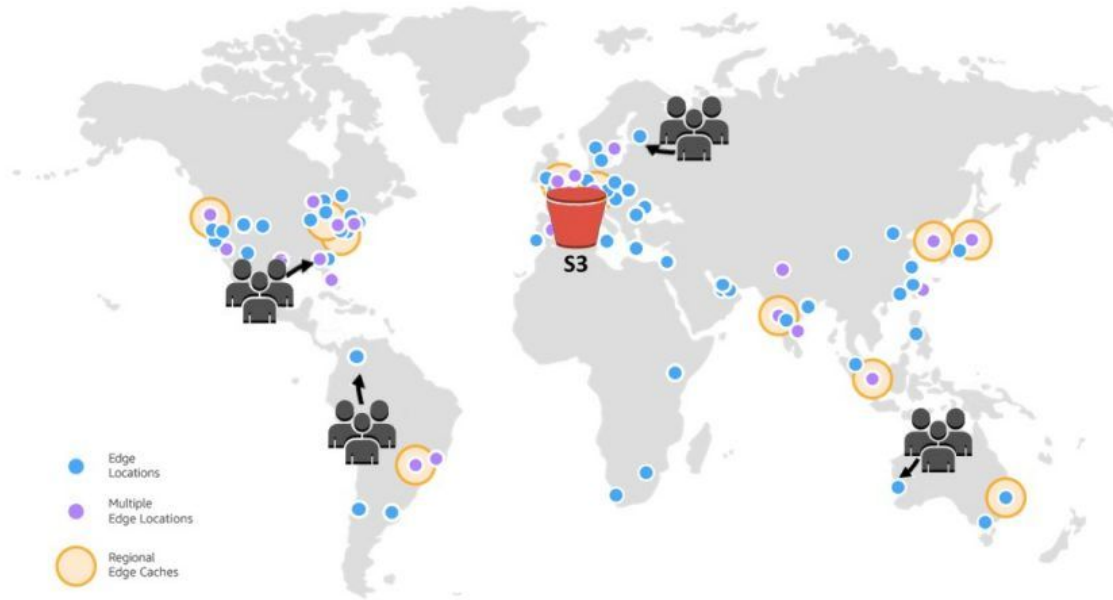 S3
Edge
Locations
Multiple
Edge Locations
Regional
Edge Caches